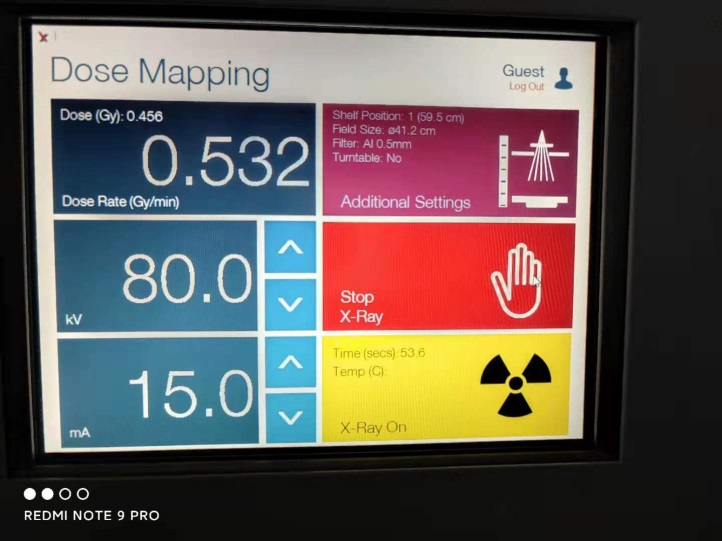 Dose Mapping
Guest
Log Out
Dose (Gy): 0.456
0.532
Dose Rate (Gy/min)
Shelf Position: 1 (59.5 cm)
Field Size: ø41.2 cm
Filter: Al 0.5mm
Turntable: No
Additional Settings
80.0
kV
Stop
X-Ray
15.0
mA
Time (secs) 53.6
Temp (C):
X-Ray On
REDMI NOTE 9 PRO